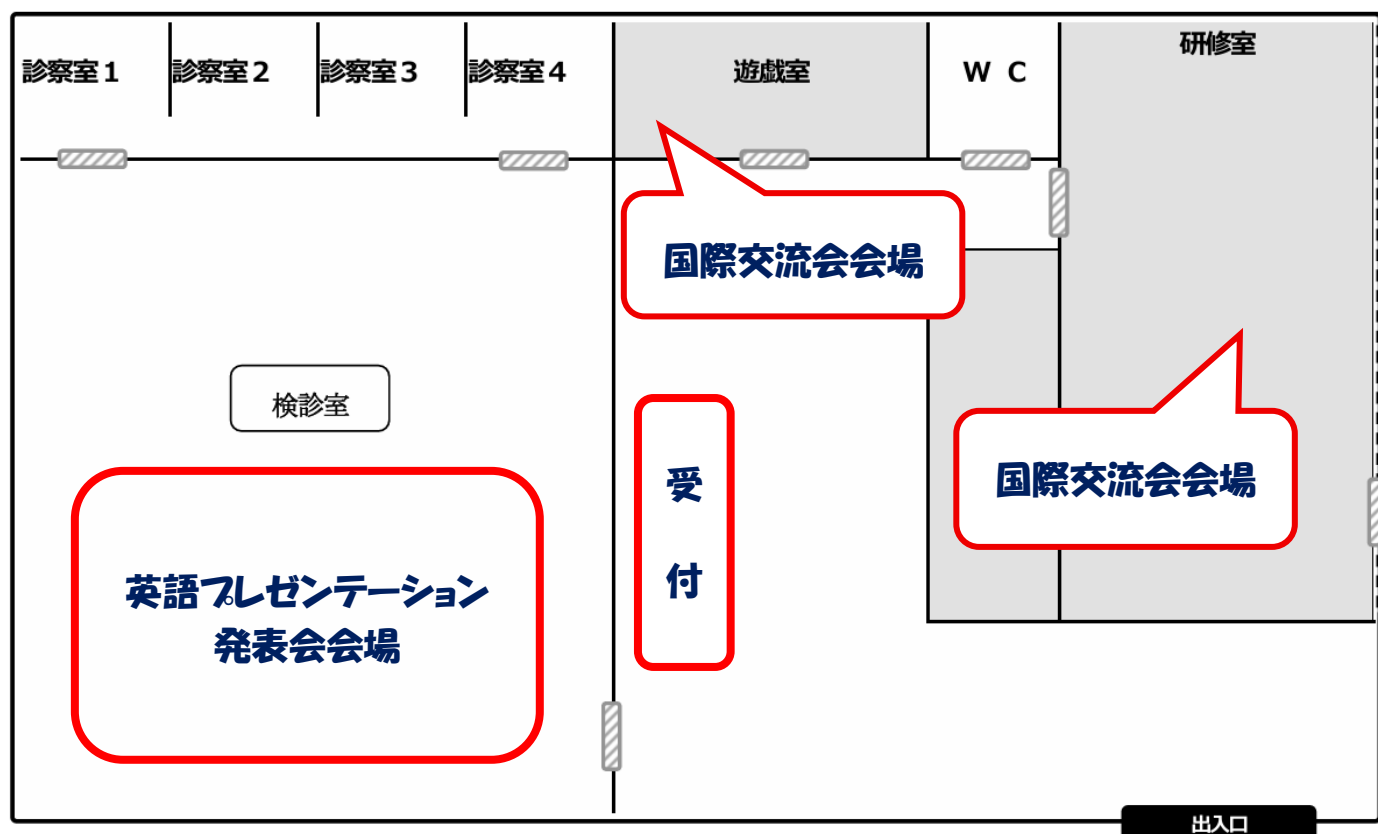 診察室１
診察室２
診察室３
診察室４
遊戯室
Ｗ Ｃ
研修室
国際交流会会場
検診室
受
付
国際交流会会場
英語プレゼンテーション
発表会会場
出入口